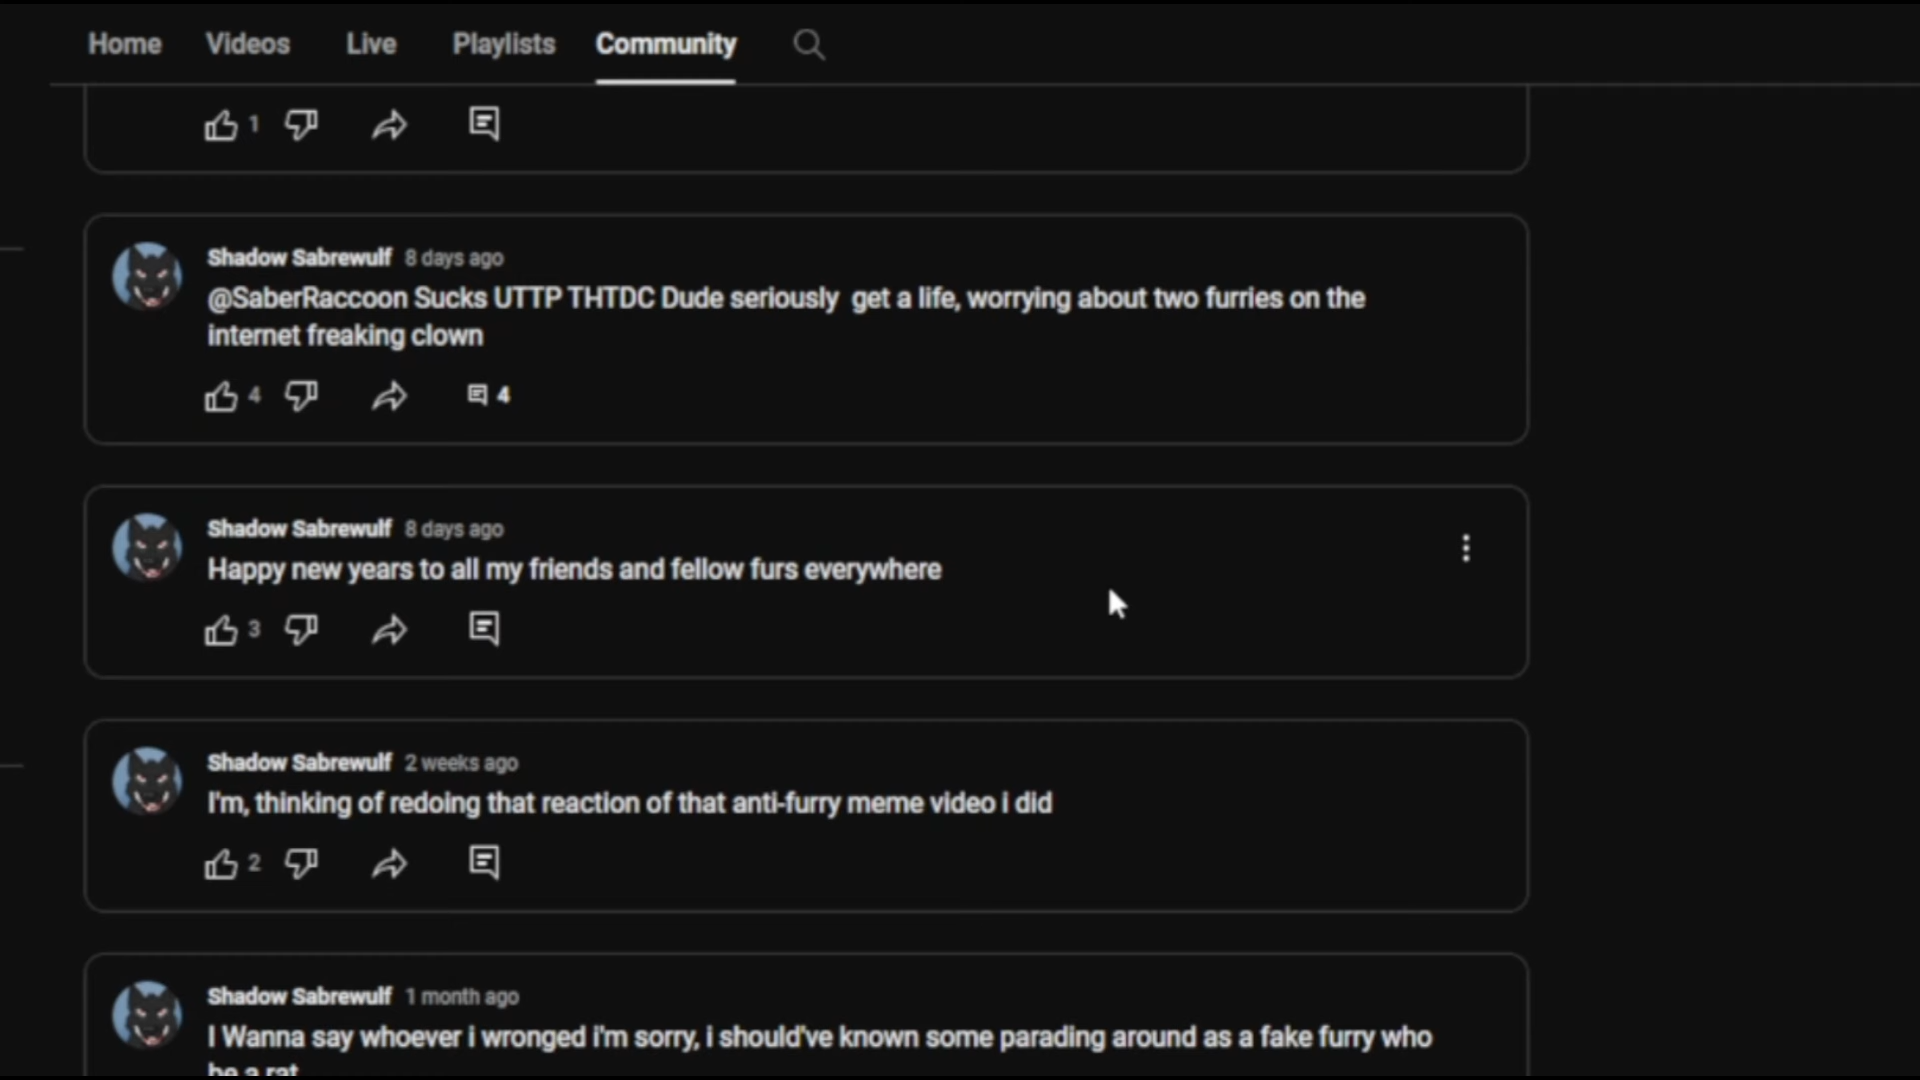 Home Videos Live Playlists Community
1
Shadow Sabrewulf 8 days ago
@SaberRaccoon Sucks UTTP THTDC Dude seriously  get a life, worrying about two furries on the
internet freaking clown
4 4
Shadow Sabrewulf 8 days ago
Happy new years to all my friends and fellow furs everywhere
3
Shadow Sabrewulf 2 weeks ago
I'm, thinking of redoing that reaction of that anti-furry meme video i did
2
Shadow Sabrewulf 1 month ago
I Wanna say whoever i wronged i'm sorry, i should've known some parading around as a fake furry who
be a rat